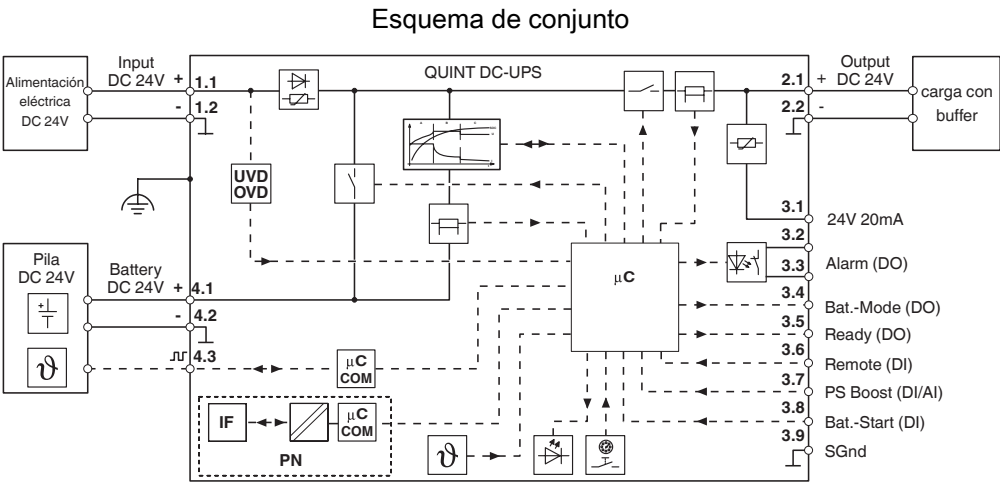 Esquema de conjunto
Alimentación
eléctrica
DC 24V
Input
DC 24V
+
1.1
-
1.2
QUINT DC-UPS
2.1
+
Output
DC 24V
2.2
-
carga con
buffer
UVD
OVD
3.1
24V 20mA
3.2
3.3
Alarm (DO)
3.4
Bat.-Mode (DO)
3.5
Ready (DO)
3.6
Remote (DI)
3.7
PS Boost (DI/AI)
3.8
Bat.-Start (DI)
3.9
SGnd
µC
Pila
DC 24V
+
ϑ
Battery
DC 24V
+
4.1
-
4.2
4.3
µC
COM
IF
µC
COM
PN
ϑ